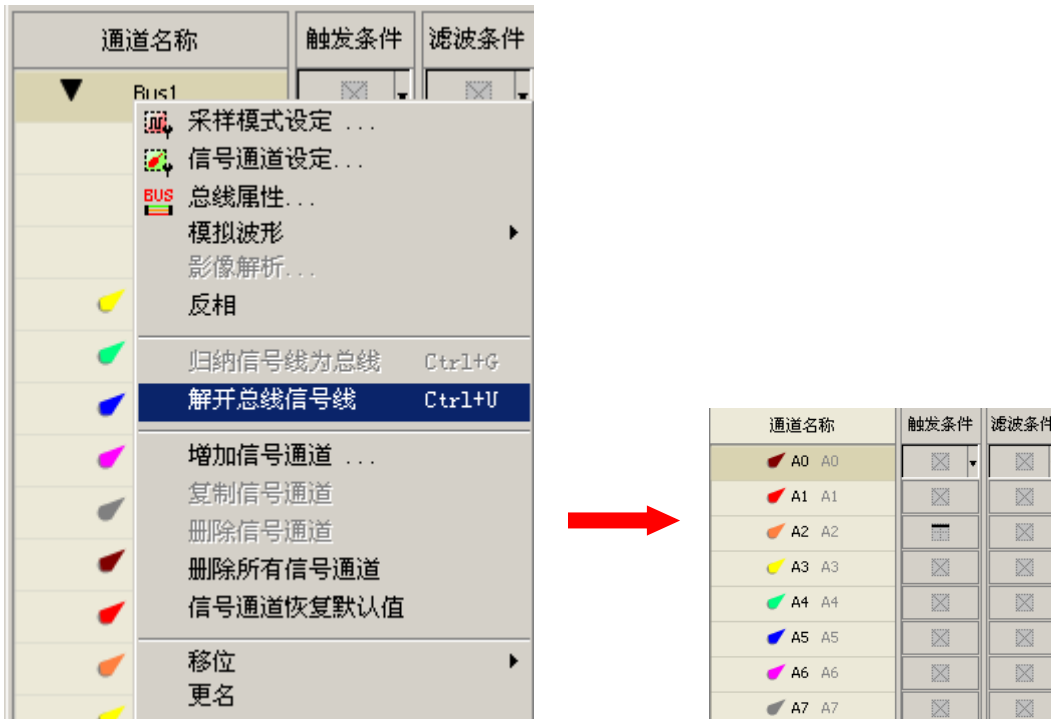 通道名称 触发条件 滤波条件
Bus1
采样模式设定 ...
信号通道设定...
BUS 总线属性...
模拟波形
影像解析...
反相
归纳信号线为总线 Ctrl+G
解开总线信号线 Ctrl+U
增加信号通道 ...
复制信号通道
删除信号通道
删除所有信号通道
信号通道恢复默认值
移位
更名
通道名称 触发条件 滤波条件
A0 A0
A1 A1
A2 A2
A3 A3
A4 A4
A5 A5
A6 A6
A7 A7